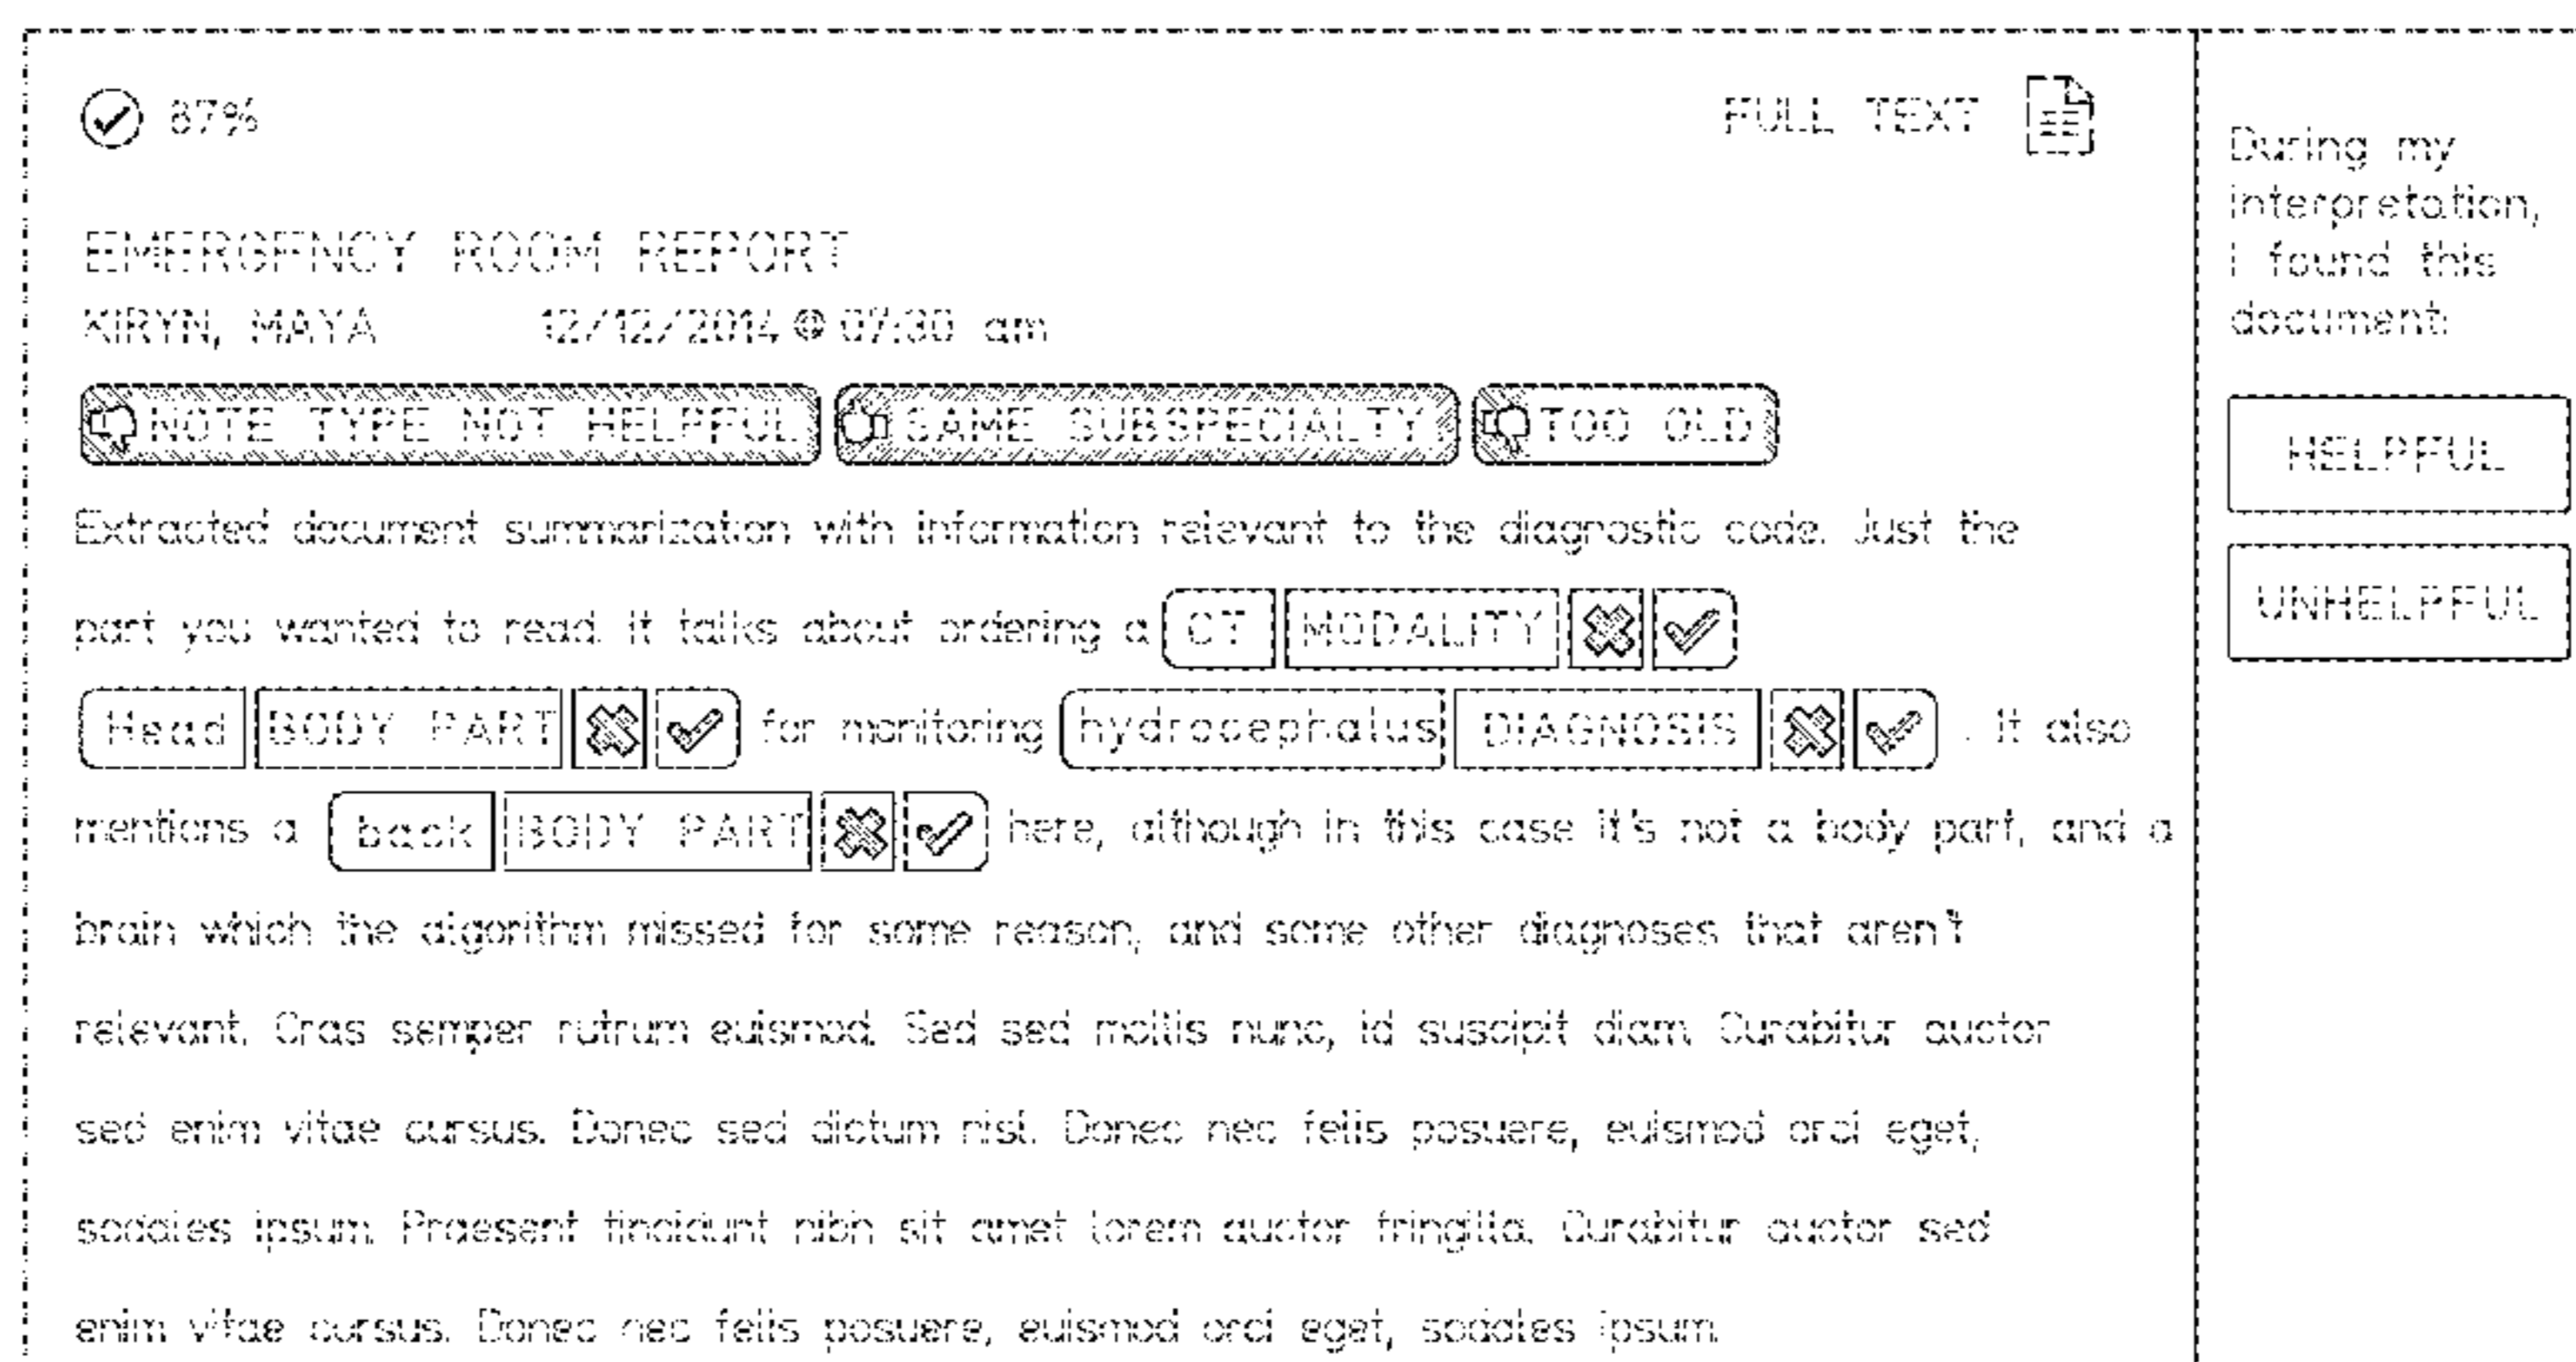 87%
FULL TEXT
EMERGENCY ROOM REPORT
KIRYN, MAYA 12/12/2014 @ 07:30 am
NOTE TYPE NOT HELPFUL SAME SUBSPECIALTY TOO OLD
Extracted document summarization with information relevant to the diagnostic code. Just the
part you wanted to read. It talks about ordering a CT MODALITY
Head BODY PART for monitoring hydrocephalus DIAGNOSIS . It also
mentions a back BODY PART here, although in this case it's not a body part, and a
brain which the algorithm missed for some reason, and some other diagnoses that aren't
relevant. Cras semper rutrum euismod. Sed sed mollis nunc, id suscipit diam. Curabitur auctor
sed enim vitae cursus. Donec sed dictum nisl. Donec nec felis posuere, euismod orci eget,
sodales ipsum. Praesent tincidunt nibh sit amet lorem auctor fringilla. Curabitur auctor sed
enim vitae cursus. Donec nec felis posuere, euismod orci eget, sodales ipsum.
During my
interpretation,
I found this
document:
HELPFUL
UNHELPFUL